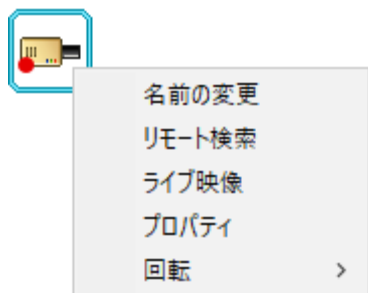 名前の変更
リモート検索
ライブ映像
プロパティ
回転